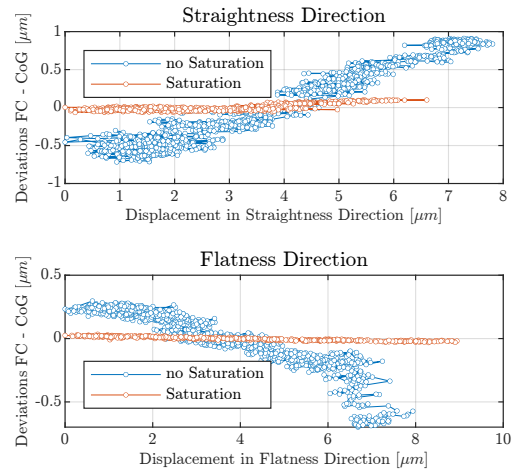 Straightness Direction
Deviations FC - CoG [μm]
1
0.5
0
-0.5
-1
no Saturation
Saturation
0 1 2 3 4 5 6 7 8
Displacement in Straightness Direction [μm]
Flatness Direction
Deviations FC - CoG [μm]
0.5
0
-0.5
no Saturation
Saturation
0 2 4 6 8 10
Displacement in Flatness Direction [μm]